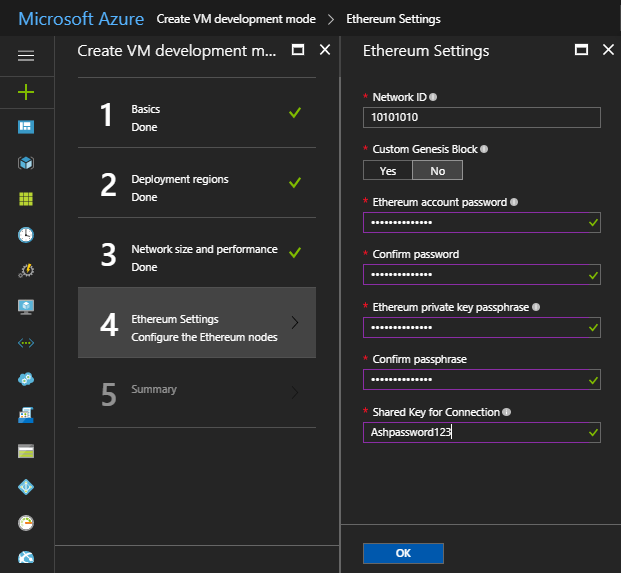 Microsoft Azure Create VM development mode > Ethereum Settings
Create VM development m...
1
Basics
Done
2
Deployment regions
Done
3
Network size and performance
Done
4
Ethereum Settings
Configure the Ethereum nodes
5
Summary
Ethereum Settings
* Network ID
10101010
* Custom Genesis Block
Yes No
* Ethereum account password
••••••••••••••
* Confirm password
••••••••••••••
* Ethereum private key passphrase
•••••••••••••
* Confirm passphrase
•••••••••••••
* Shared Key for Connection
Ashpassword123
OK